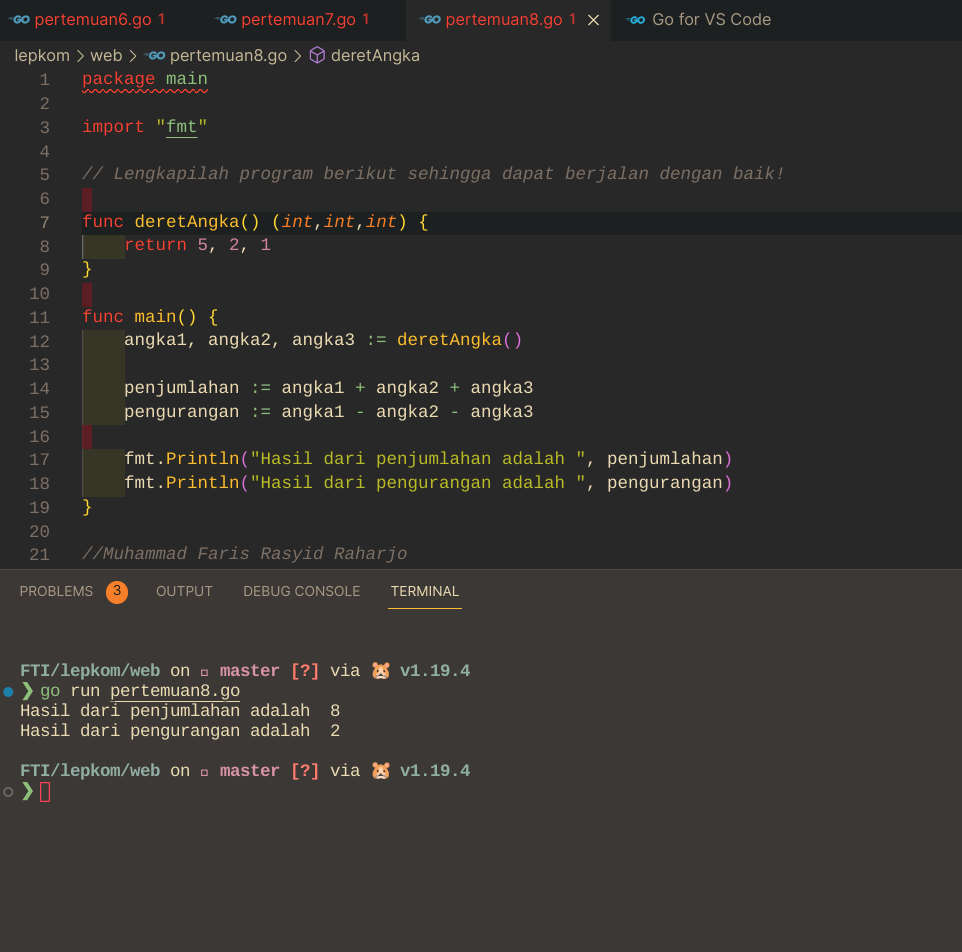 pertemuan6.go 1 pertemuan7.go 1 pertemuan8.go 1 Go for VS Code
lepkom > web > pertemuan8.go > deretAngka
1 package main
2
3 import "fmt"
4
5 // Lengkapilah program berikut sehingga dapat berjalan dengan baik!
6
7 func deretAngka() (int,int,int) {
8 return 5, 2, 1
9 }
10
11 func main() {
12 angka1, angka2, angka3 := deretAngka()
13
14 penjumlahan := angka1 + angka2 + angka3
15 pengurangan := angka1 - angka2 - angka3
16
17 fmt.Println("Hasil dari penjumlahan adalah ", penjumlahan)
18 fmt.Println("Hasil dari pengurangan adalah ", pengurangan)
19 }
20
21 //Muhammad Faris Rasyid Raharjo
PROBLEMS 3 OUTPUT DEBUG CONSOLE TERMINAL
FTI/lepkom/web on master [?] via 🐹 v1.19.4
❯ go run pertemuan8.go
Hasil dari penjumlahan adalah  8
Hasil dari pengurangan adalah  2
FTI/lepkom/web on master [?] via 🐹 v1.19.4
❯